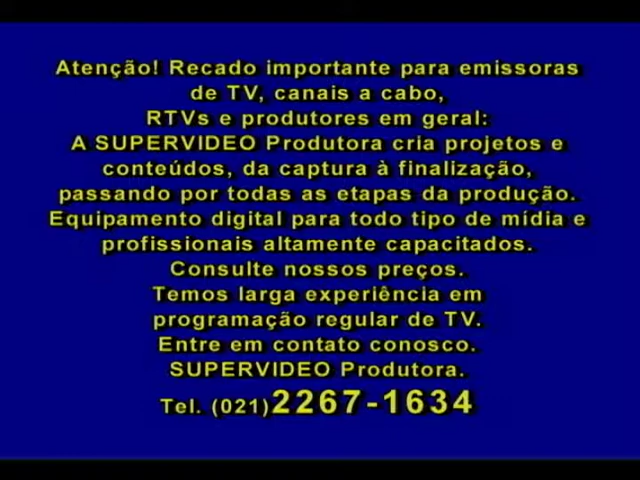 Atenção! Recado importante para emissoras
de TV, canais a cabo,
RTVs e produtores em geral:
A SUPERVIDEO Produtora cria projetos e
conteúdos, da captura à finalização,
passando por todas as etapas da produção.
Equipamento digital para todo tipo de mídia e
profissionais altamente capacitados.
Consulte nossos preços.
Temos larga experiência em
programação regular de TV.
Entre em contato conosco.
SUPERVIDEO Produtora.
Tel. (021)2267-1634